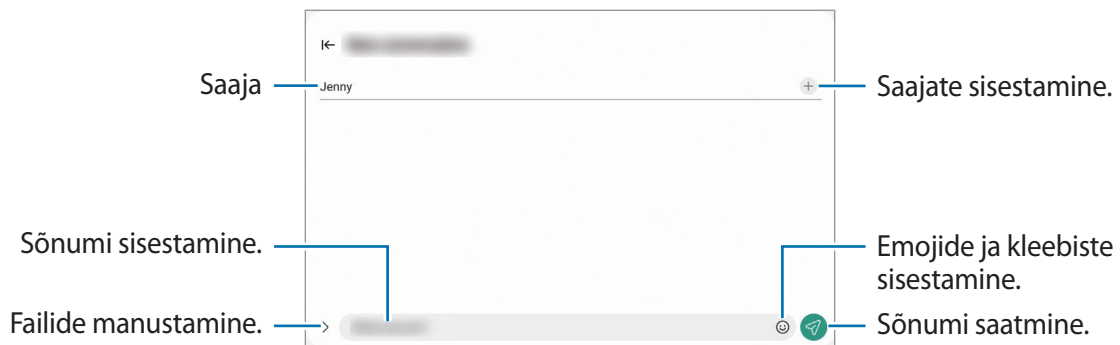 Saaja
Jenny
Saajate sisestamine.
Sõnumi sisestamine.
Emojide ja kleebiste
sisestamine.
Failide manustamine.
Sõnumi saatmine.